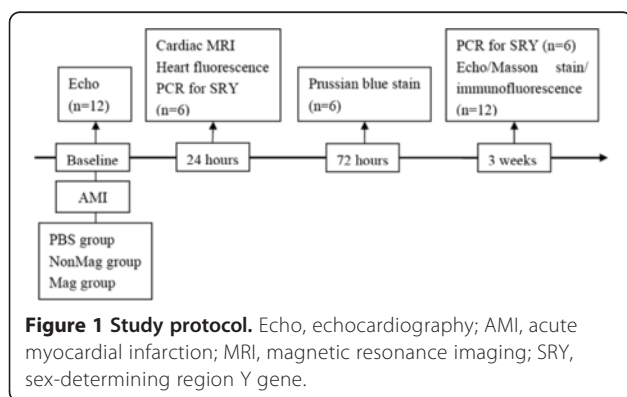 Cardiac MRI
Heart fluorescence
PCR for SRY
(n=6)
Echo
(n=12)
Prussian blue stain
(n=6)
PCR for SRY (n=6)
Echo/Masson stain/
immunofluorescence
(n=12)
Baseline
24 hours
72 hours
3 weeks
AMI
PBS group
NonMag group
Mag group
Figure 1 Study protocol. Echo, echocardiography; AMI, acute
myocardial infarction; MRI, magnetic resonance imaging; SRY,
sex-determining region Y gene.